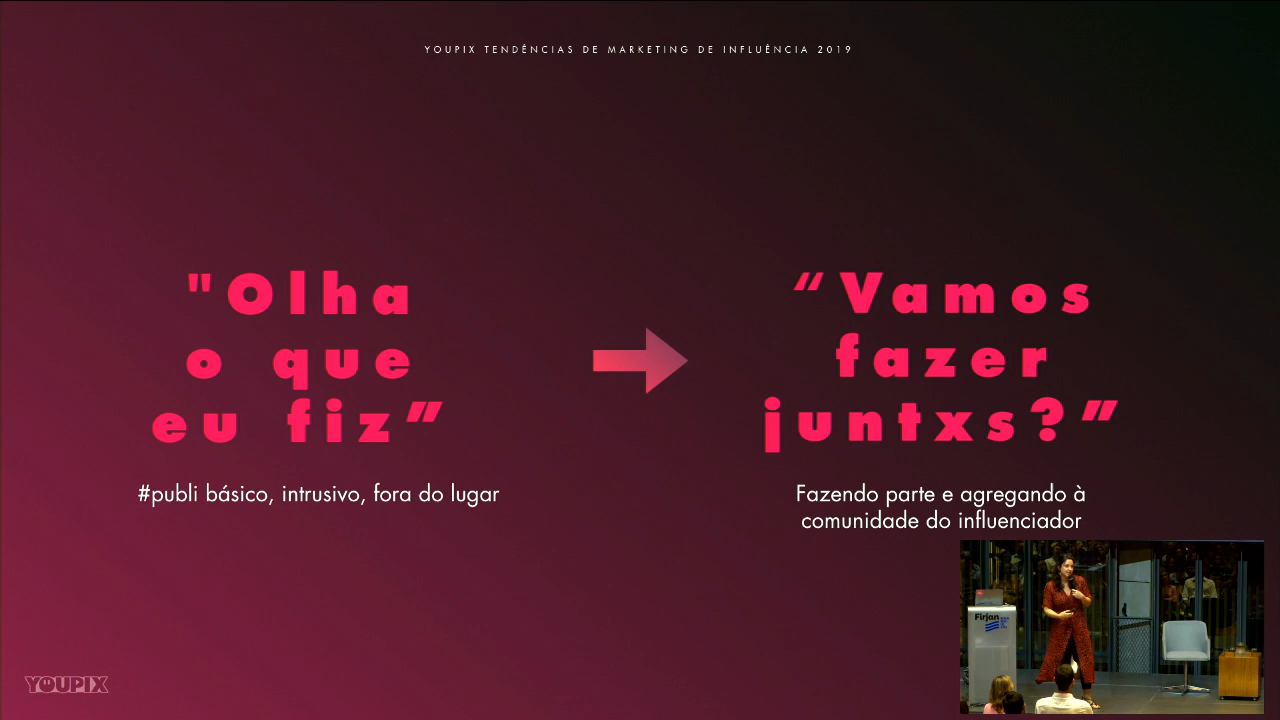 YOUPIX TENDÊNCIAS DE MARKETING DE INFLUÊNCIA 2019
"Olha
o que
eu fiz”
“Vamos
fazer
juntxs?”
#publi básico, intrusivo, fora do lugar
Fazendo parte e agregando à
comunidade do influenciador
Firjan
YOUPIX